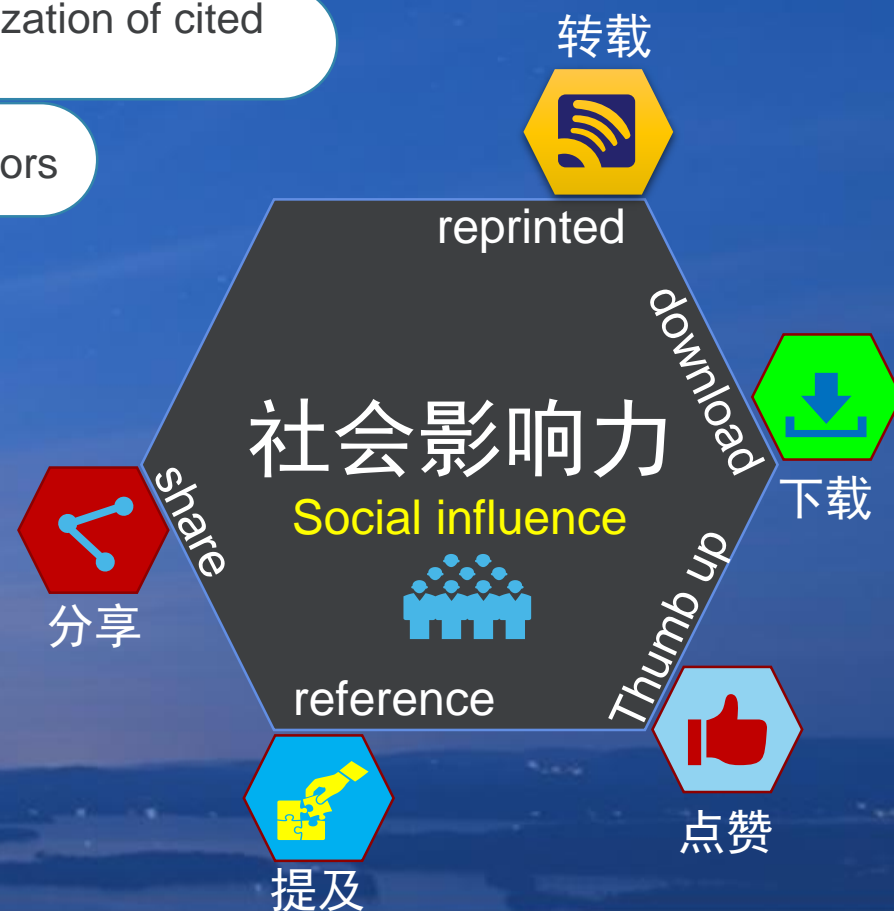 zation of cited
ors
转载
reprinted
download
下载
社会影响力
Social influence
share
分享
Thumb up
点赞
reference
提及